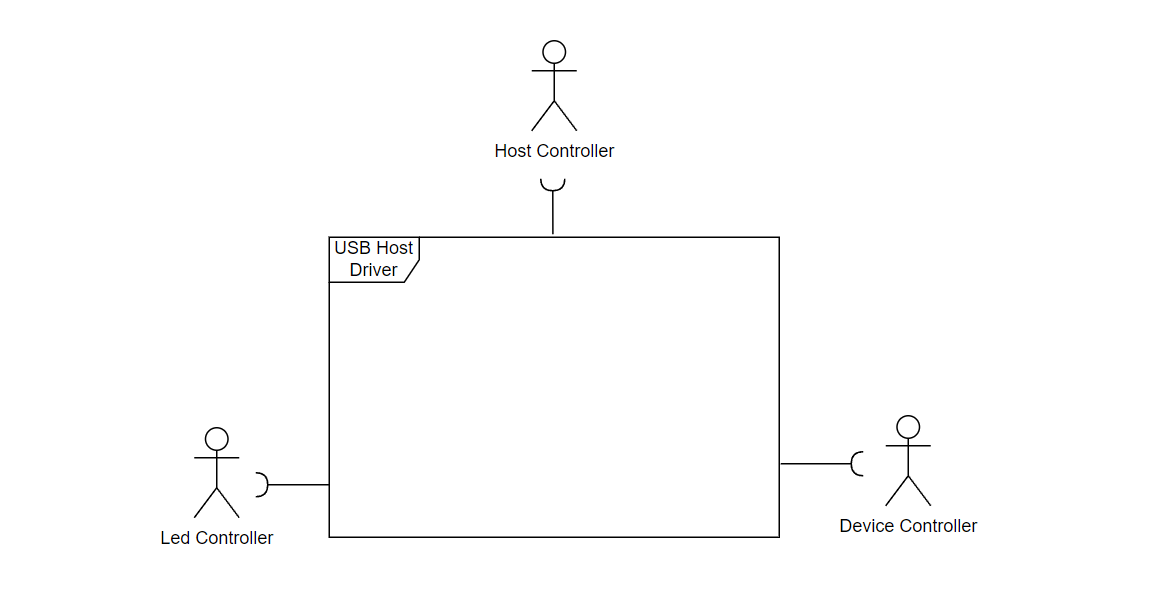 Host Controller
USB Host
Driver
Led Controller
Device Controller